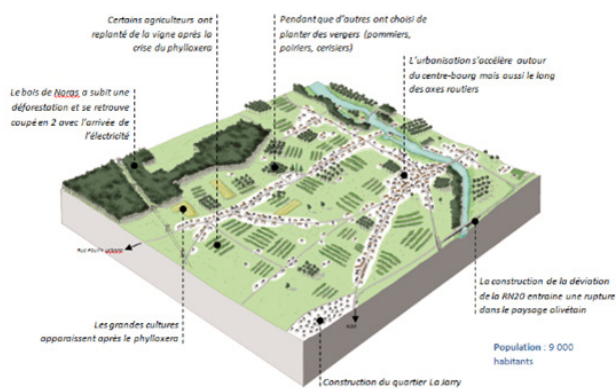 Certains agriculteurs ont
replanté de la vigne après la
crise du phylloxera
Pendant que d'autres ont choisi de
planter des vergers (pommiers,
poiriers, cerisiers)
L'urbanisation s'accélère autour
du centre-bourg mais aussi le long
des axes routiers
Le bois de Noras a subit une
déforestation et se retrouve
coupé en 2 avec l'arrivée de
l'électricité
Les grandes cultures
apparaissent après le phylloxera
La construction de la déviation
de la RN20 entraine une rupture
dans le paysage olivétain
Population : 9 000
habitants
Construction du quartier La Jarry